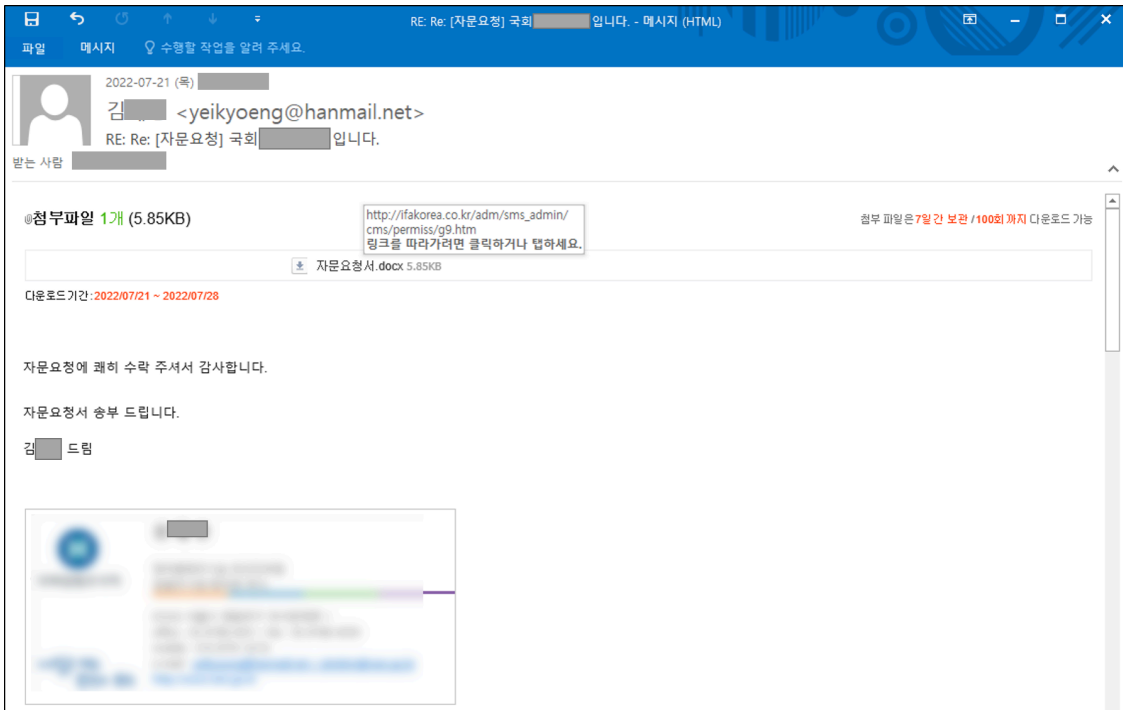 RE: Re: [자문요청] 국회 입니다. - 메시지 (HTML)
파일 메시지 수행할 작업을 알려 주세요.
2022-07-21 (목)
김 <yeikyoeng@hanmail.net>
RE: Re: [자문요청] 국회 입니다.
받는 사람
첨부파일 1개 (5.85KB)
http://ifakorea.co.kr/adm/sms_admin/
cms/permiss/g9.htm
링크를 따라가려면 클릭하거나 탭하세요.
첨부 파일은 7일 간 보관 / 100회 까지 다운로드 가능
자문요청서.docx 5.85KB
다운로드기간: 2022/07/21 ~ 2022/07/28
자문요청에 쾌히 수락 주셔서 감사합니다.
자문요청서 송부 드립니다.
김 드림